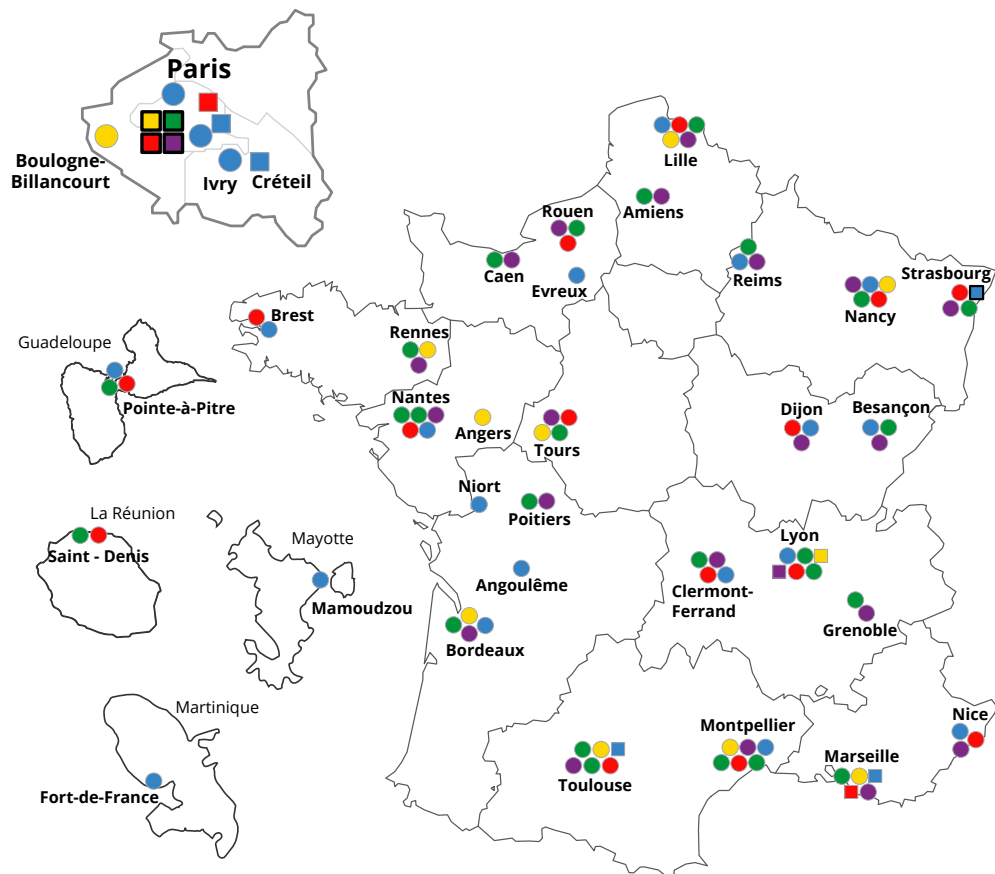 Paris
Boulogne-
Billancourt
Ivry
Créteil
Lille
Amiens
Rouen
Caen
Evreux
Reims
Strasbourg
Nancy
Brest
Rennes
Guadeloupe
Pointe-à-Pitre
Nantes
Angers
Tours
Dijon
Besançon
Niort
Poitiers
La Réunion
Saint - Denis
Mayotte
Mamoudzou
Angoulême
Lyon
Clermont-
Ferrand
Grenoble
Bordeaux
Martinique
Fort-de-France
Toulouse
Montpellier
Marseille
Nice